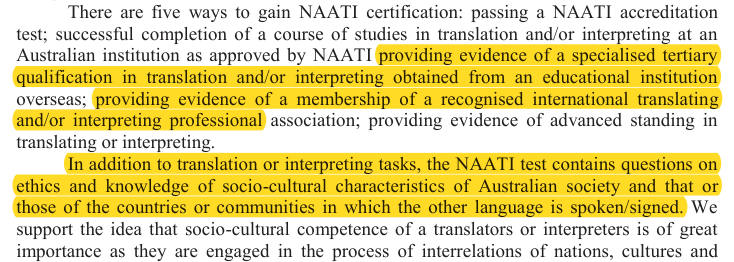 There are five ways to gain NAATI certification: passing a NAATI accreditation
test; successful completion of a course of studies in translation and/or interpreting at an
Australian institution as approved by NAATI providing evidence of a specialised tertiary
qualification in translation and/or interpreting obtained from an educational institution
overseas; providing evidence of a membership of a recognised international translating
and/or interpreting professional association; providing evidence of advanced standing in
translating or interpreting.
In addition to translation or interpreting tasks, the NAATI test contains questions on
ethics and knowledge of socio-cultural characteristics of Australian society and that or
those of the countries or communities in which the other language is spoken/signed. We
support the idea that socio-cultural competence of a translators or interpreters is of great
importance as they are engaged in the process of interrelations of nations, cultures and